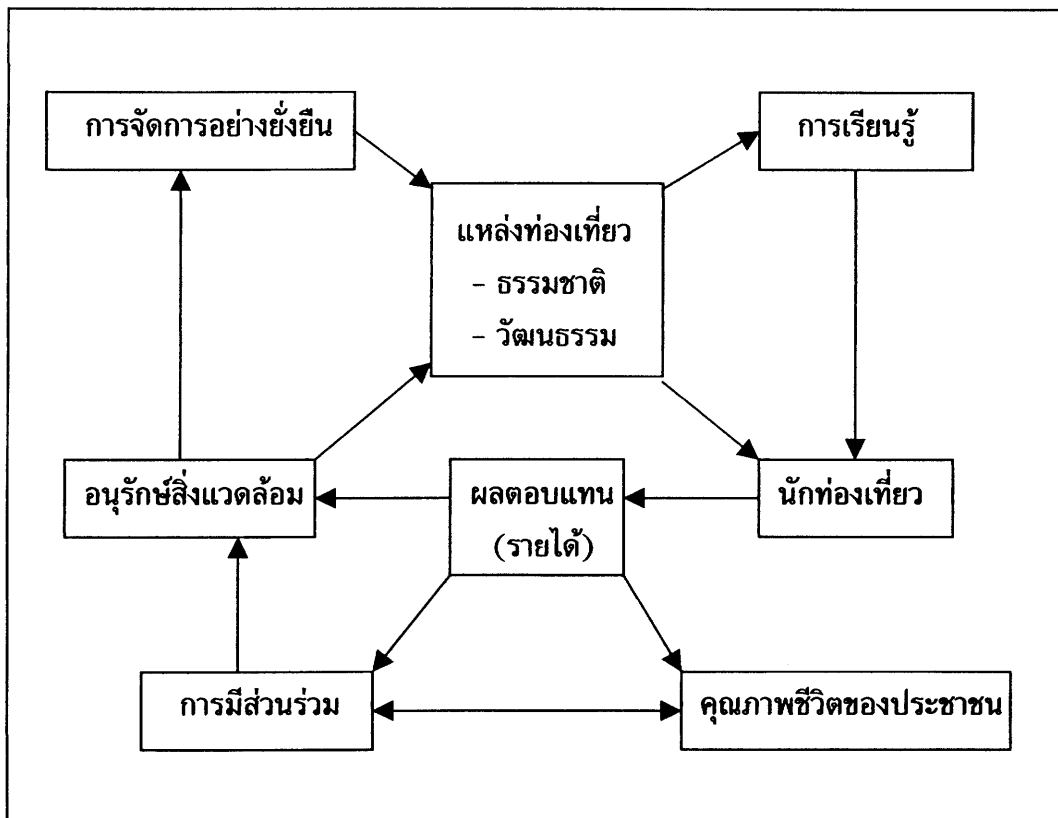 การจัดการอย่างยั่งยืน
การเรียนรู้
แหล่งท่องเที่ยว
- ธรรมชาติ
- วัฒนธรรม
อนุรักษ์สิ่งแวดล้อม
ผลตอบแทน
(รายได้)
นักท่องเที่ยว
การมีส่วนร่วม
คุณภาพชีวิตของประชาชน